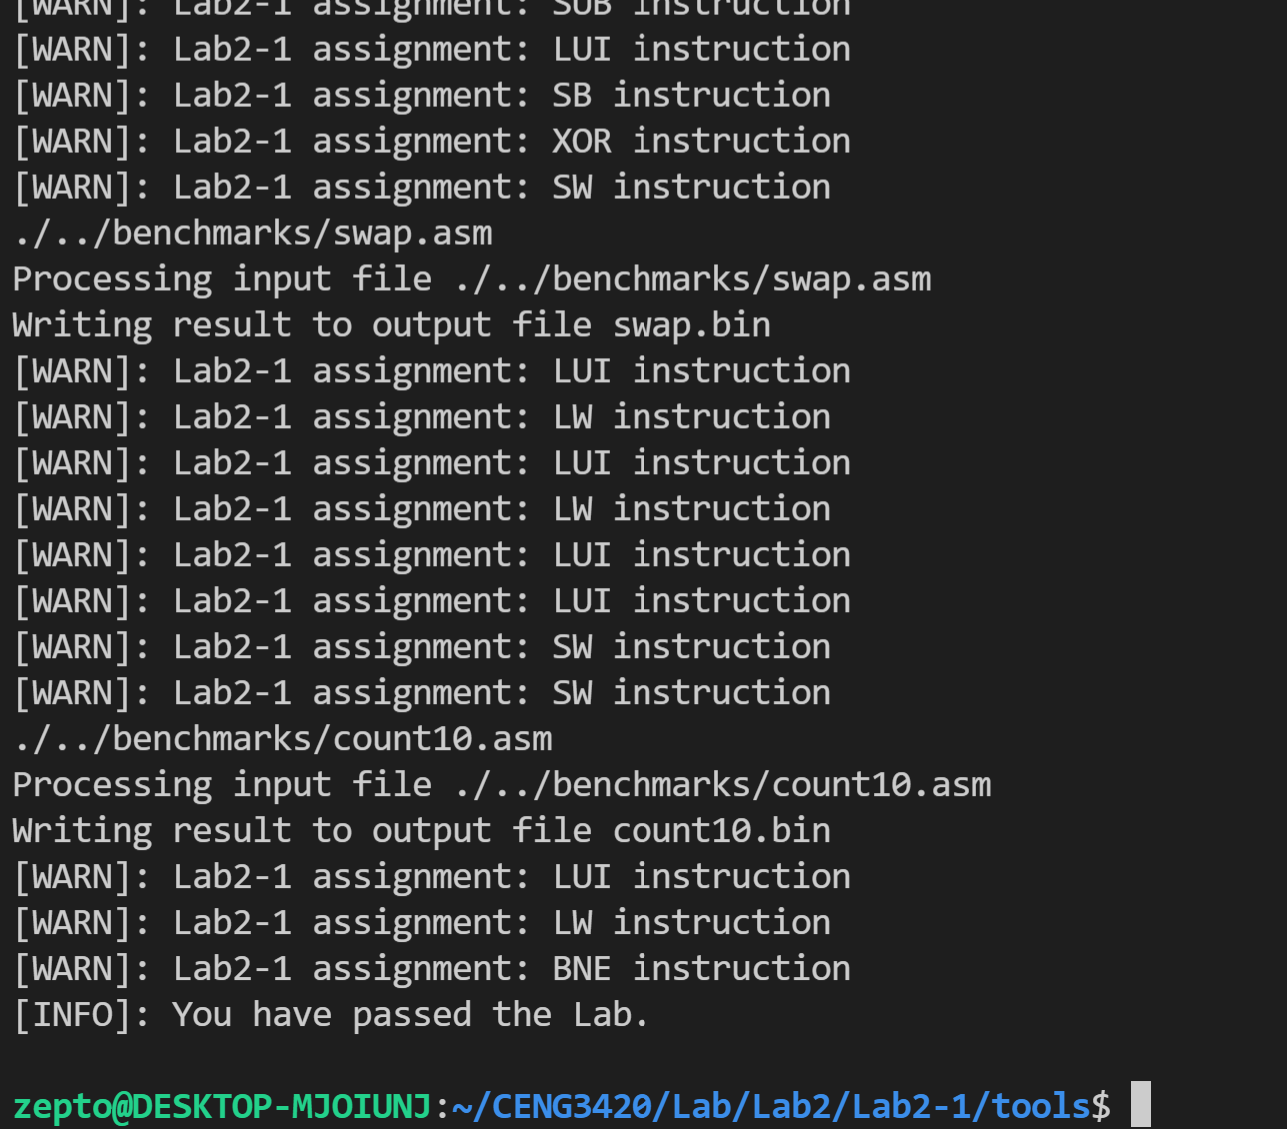 [WARN]: Lab2-1 assignment: SUB instruction
[WARN]: Lab2-1 assignment: LUI instruction
[WARN]: Lab2-1 assignment: SB instruction
[WARN]: Lab2-1 assignment: XOR instruction
[WARN]: Lab2-1 assignment: SW instruction
./../benchmarks/swap.asm
Processing input file ./../benchmarks/swap.asm
Writing result to output file swap.bin
[WARN]: Lab2-1 assignment: LUI instruction
[WARN]: Lab2-1 assignment: LW instruction
[WARN]: Lab2-1 assignment: LUI instruction
[WARN]: Lab2-1 assignment: LW instruction
[WARN]: Lab2-1 assignment: LUI instruction
[WARN]: Lab2-1 assignment: LUI instruction
[WARN]: Lab2-1 assignment: SW instruction
[WARN]: Lab2-1 assignment: SW instruction
./../benchmarks/count10.asm
Processing input file ./../benchmarks/count10.asm
Writing result to output file count10.bin
[WARN]: Lab2-1 assignment: LUI instruction
[WARN]: Lab2-1 assignment: LW instruction
[WARN]: Lab2-1 assignment: BNE instruction
[INFO]: You have passed the Lab.
zepto@DESKTOP-MJOIUNJ:~/CENG3420/Lab/Lab2/Lab2-1/tools$